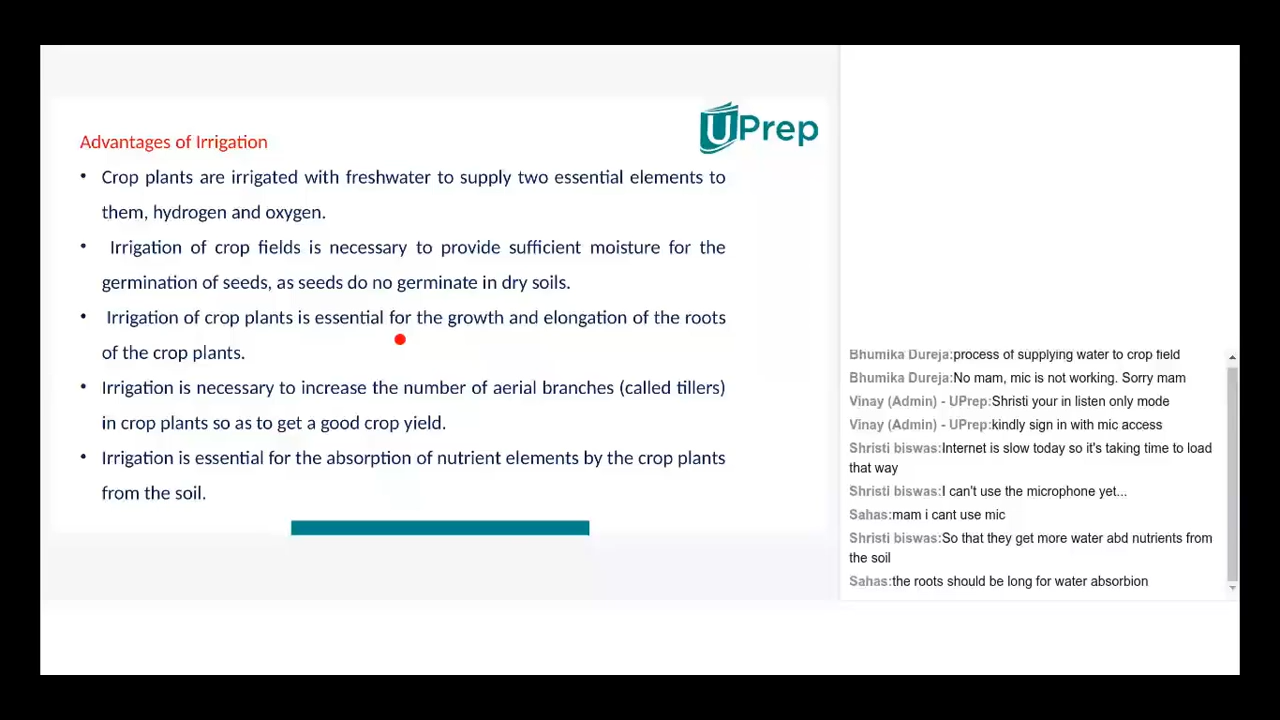 UPrep
Advantages of Irrigation
• Crop plants are irrigated with freshwater to supply two essential elements to
them, hydrogen and oxygen.
• Irrigation of crop fields is necessary to provide sufficient moisture for the
germination of seeds, as seeds do no germinate in dry soils.
• Irrigation of crop plants is essential for the growth and elongation of the roots
of the crop plants.
• Irrigation is necessary to increase the number of aerial branches (called tillers)
in crop plants so as to get a good crop yield.
• Irrigation is essential for the absorption of nutrient elements by the crop plants
from the soil.
Bhumika Dureja:process of supplying water to crop field
Bhumika Dureja:No mam, mic is not working. Sorry mam
Vinay (Admin) - UPrep:Shristi your in listen only mode
Vinay (Admin) - UPrep:kindly sign in with mic access
Shristi biswas:Internet is slow today so it's taking time to load
that way
Shristi biswas:I can't use the microphone yet...
Sahas:mam i cant use mic
Shristi biswas:So that they get more water abd nutrients from
the soil
Sahas:the roots should be long for water absorbion